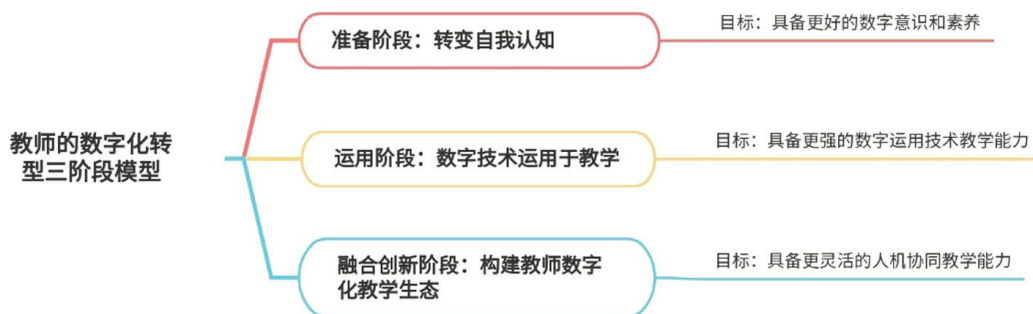 教师的数字化转
型三阶段模型
准备阶段：转变自我认知
目标：具备更好的数字意识和素养
运用阶段：数字技术运用于教学
目标：具备更强的数字运用技术教学能力
融合创新阶段：构建教师数字
化教学生态
目标：具备更灵活的人机协同教学能力